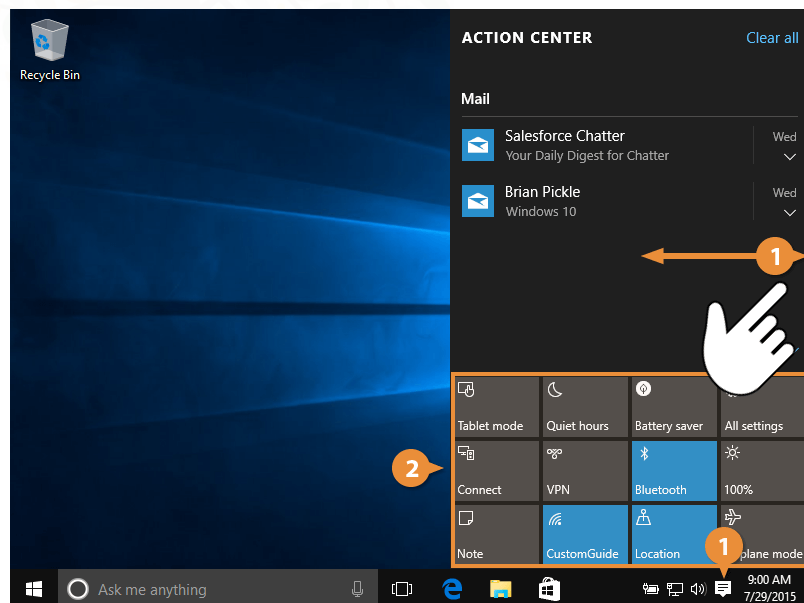 Recycle Bin
ACTION CENTER
Clear all
Mail
Salesforce Chatter
Wed
Your Daily Digest for Chatter
Brian Pickle
Wed
Windows 10
1
Tablet mode
Quiet hours
Battery saver
All settings
2
Connect
VPN
Bluetooth
100%
Note
CustomGuide
Location
plane mode
1
Ask me anything
9:00 AM
7/29/2015